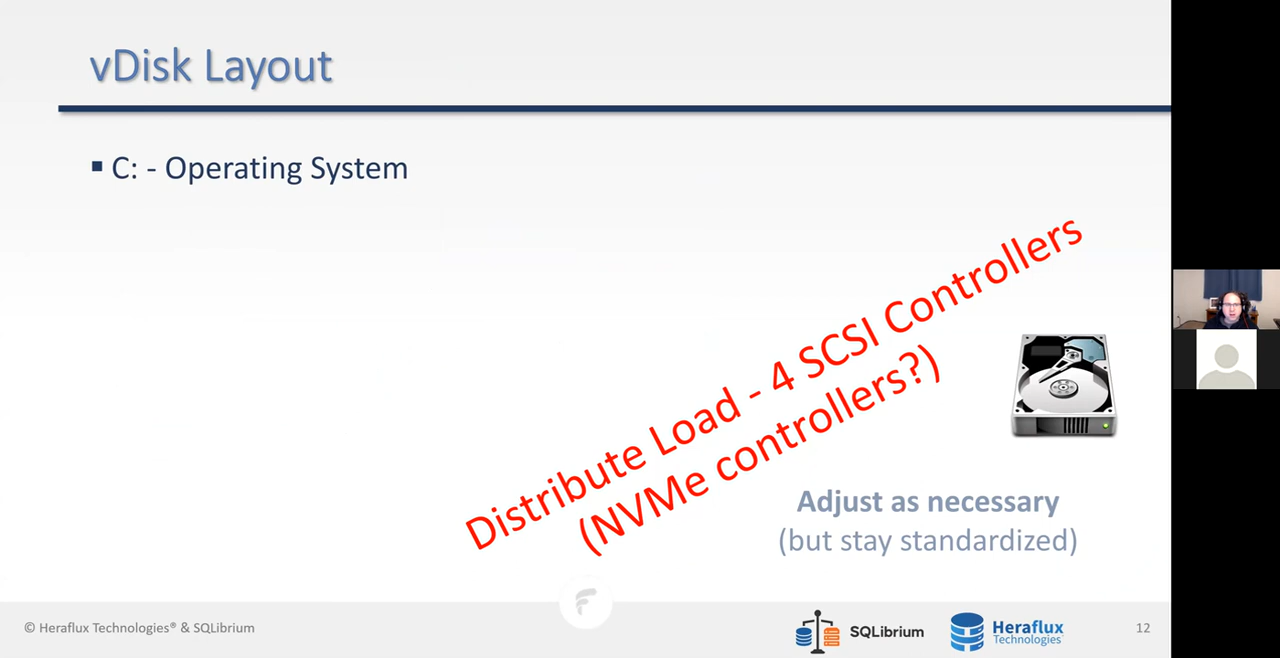 vDisk Layout
▪ C: - Operating System
Distribute Load - 4 SCSI Controllers
(NVMe controllers?)
Adjust as necessary
(but stay standardized)
© Heraflux Technologies® & SQLibrium
SQLibrium
Heraflux
Technologies
12